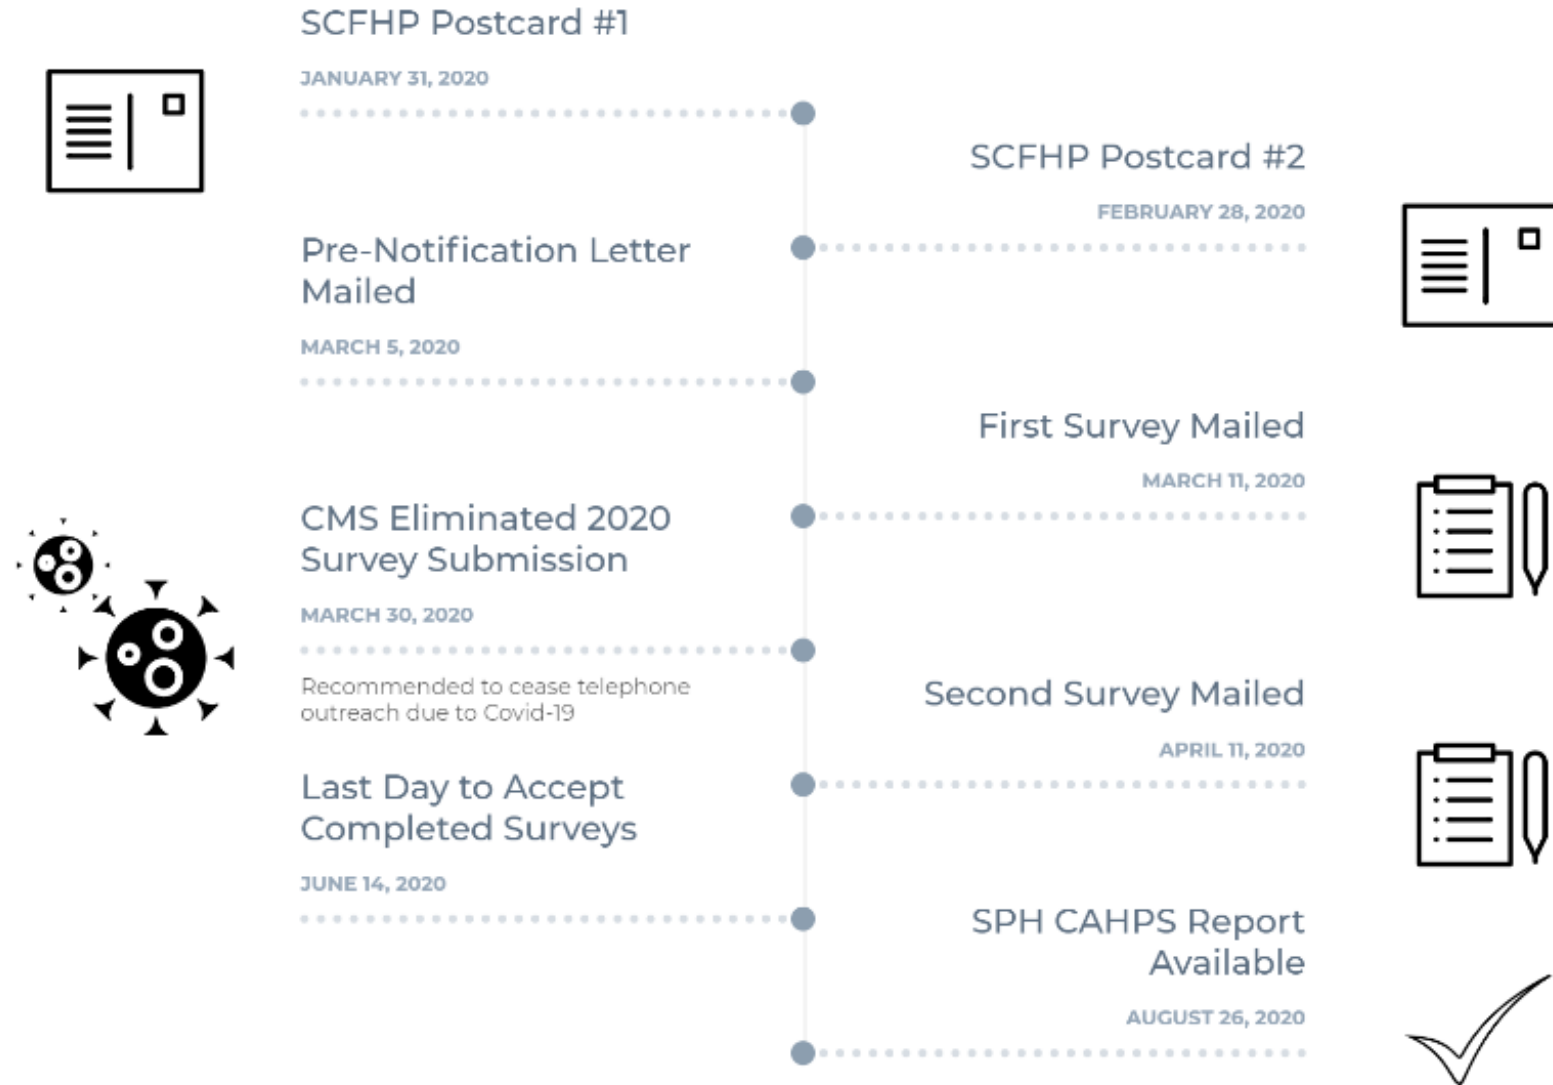 SCFHP Postcard #1
JANUARY 31, 2020
SCFHP Postcard #2
FEBRUARY 28, 2020
Pre-Notification Letter
Mailed
MARCH 5, 2020
First Survey Mailed
MARCH 11, 2020
CMS Eliminated 2020
Survey Submission
MARCH 30, 2020
Recommended to cease telephone
outreach due to Covid-19
Second Survey Mailed
APRIL 11, 2020
Last Day to Accept
Completed Surveys
JUNE 14, 2020
SPH CAHPS Report
Available
AUGUST 26, 2020